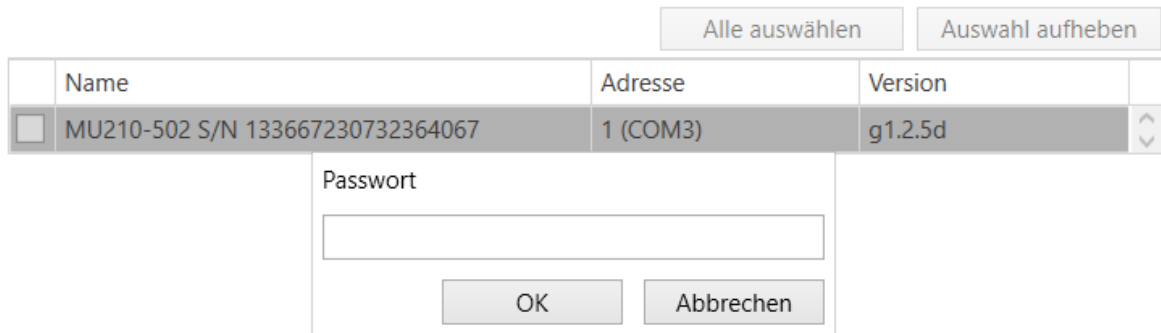 Alle auswählen Auswahl aufheben
Name Adresse Version
MU210-502 S/N 133667230732364067 1 (COM3) g1.2.5d
Passwort
OK Abbrechen